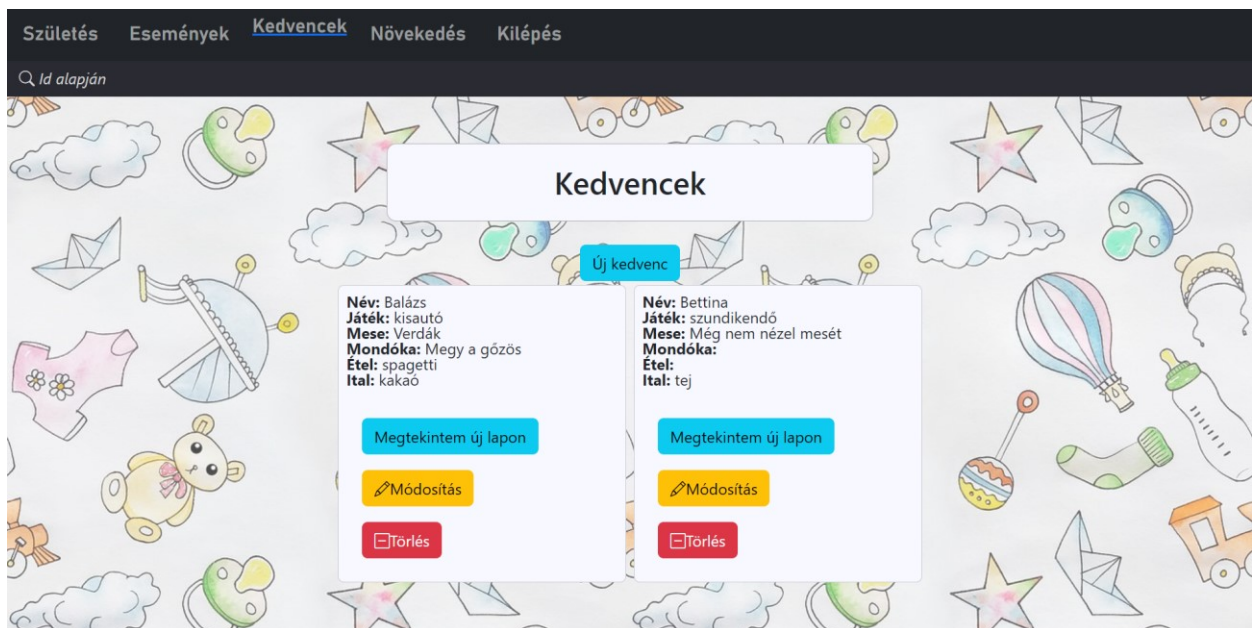 Születés Események Kedvencek Növekedés Kilépés
Id alapján
Kedvencek
Új kedvenc
Név: Balázs
Játék: kisautó
Mese: Verdák
Mondóka: Megy a gőzös
Étel: spagetti
Ital: kakaó
Megtekintem új lapon
Módosítás
Törlés
Név: Bettina
Játék: szundikendő
Mese: Még nem nézel mesét
Mondóka:
Étel:
Ital: tej
Megtekintem új lapon
Módosítás
Törlés